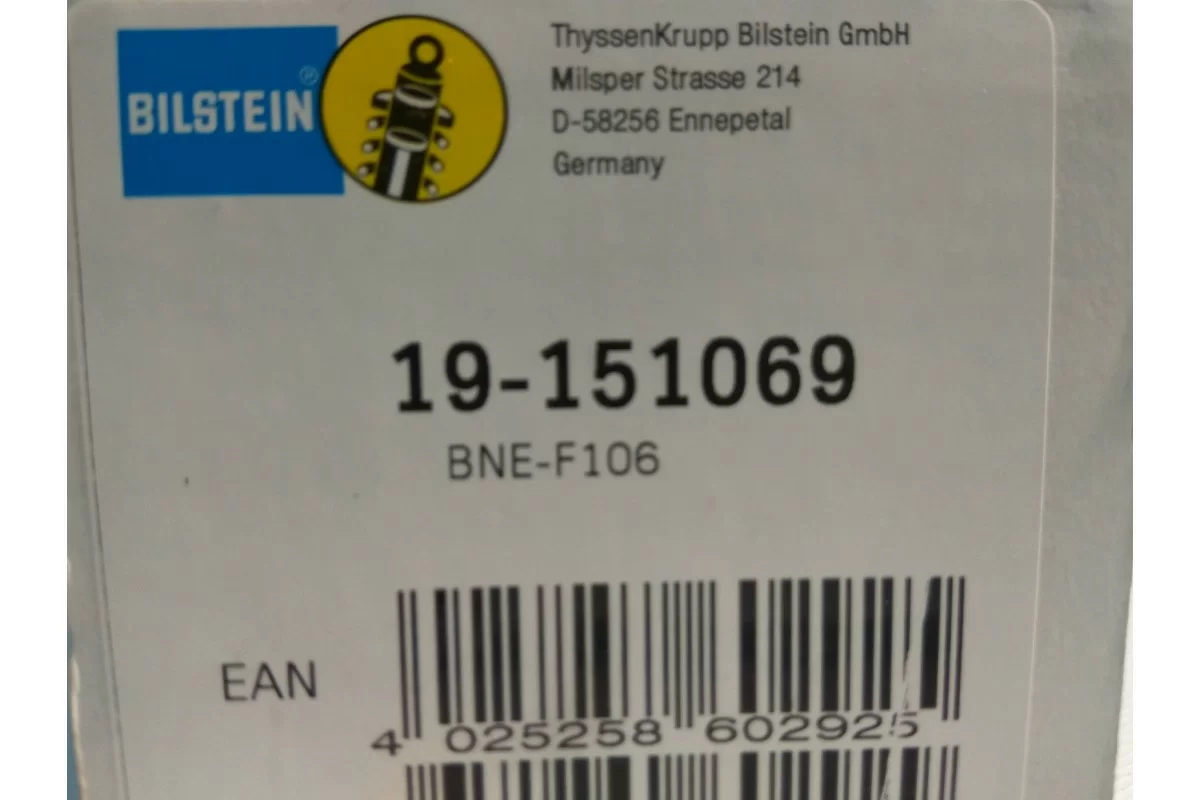 BILSTEIN®
ThyssenKrupp Bilstein GmbH
Milsper Strasse 214
D-58256 Ennepetal
Germany
19-151069
BNE-F106
EAN
4 025258 602925